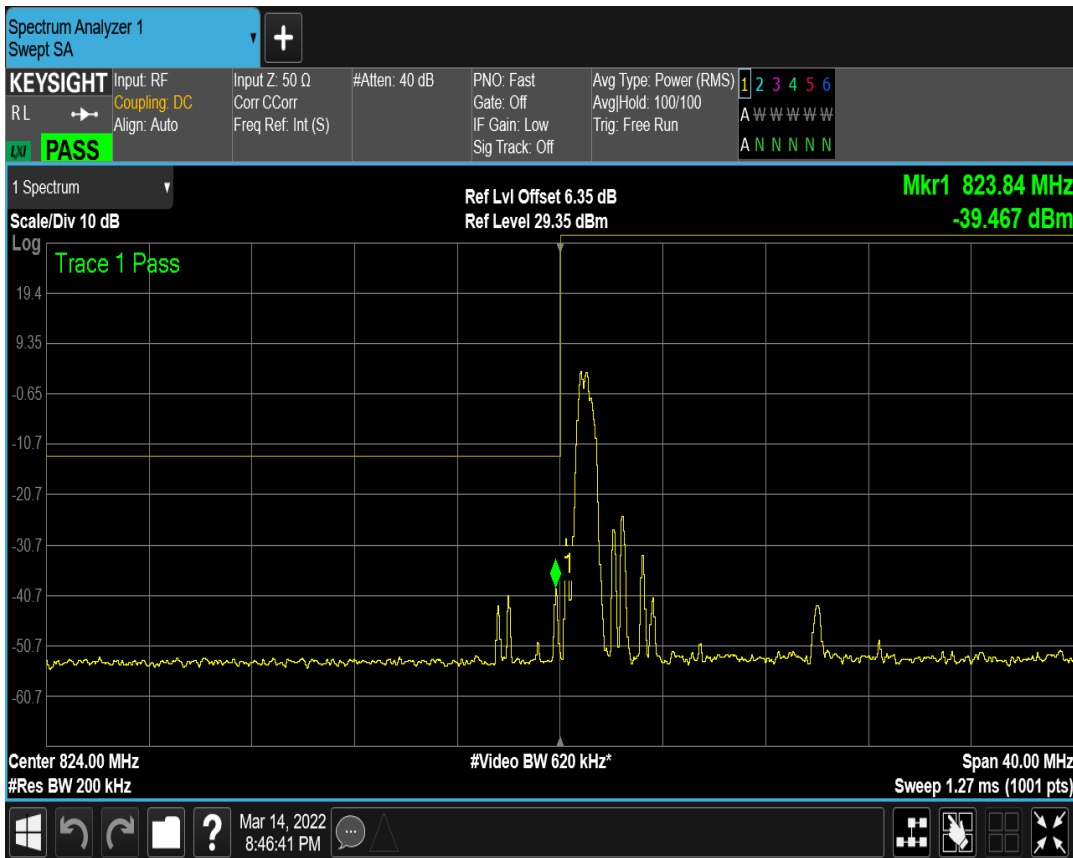 Spectrum Analyzer 1
Swept SA
+
KEYSIGHT
R L
LXI
PASS
Input: RF
Coupling: DC
Align: Auto
Input Z: 50 Ω
Corr CCorr
Freq Ref: Int (S)
#Atten: 40 dB
PNO: Fast
Gate: Off
IF Gain: Low
Sig Track: Off
Avg Type: Power (RMS)
Avg|Hold: 100/100
Trig: Free Run
1 2 3 4 5 6
A W W W W W
A N N N N N
1 Spectrum
Scale/Div 10 dB
Ref Lvl Offset 6.35 dB
Ref Level 29.35 dBm
Mkr1 823.84 MHz
-39.467 dBm
Log
Trace 1 Pass
19.4
9.35
-0.65
-10.7
-20.7
-30.7
1
-40.7
-50.7
-60.7
Center 824.00 MHz
#Video BW 620 kHz*
Span 40.00 MHz
#Res BW 200 kHz
Sweep 1.27 ms (1001 pts)
?
Mar 14, 2022
8:46:41 PM